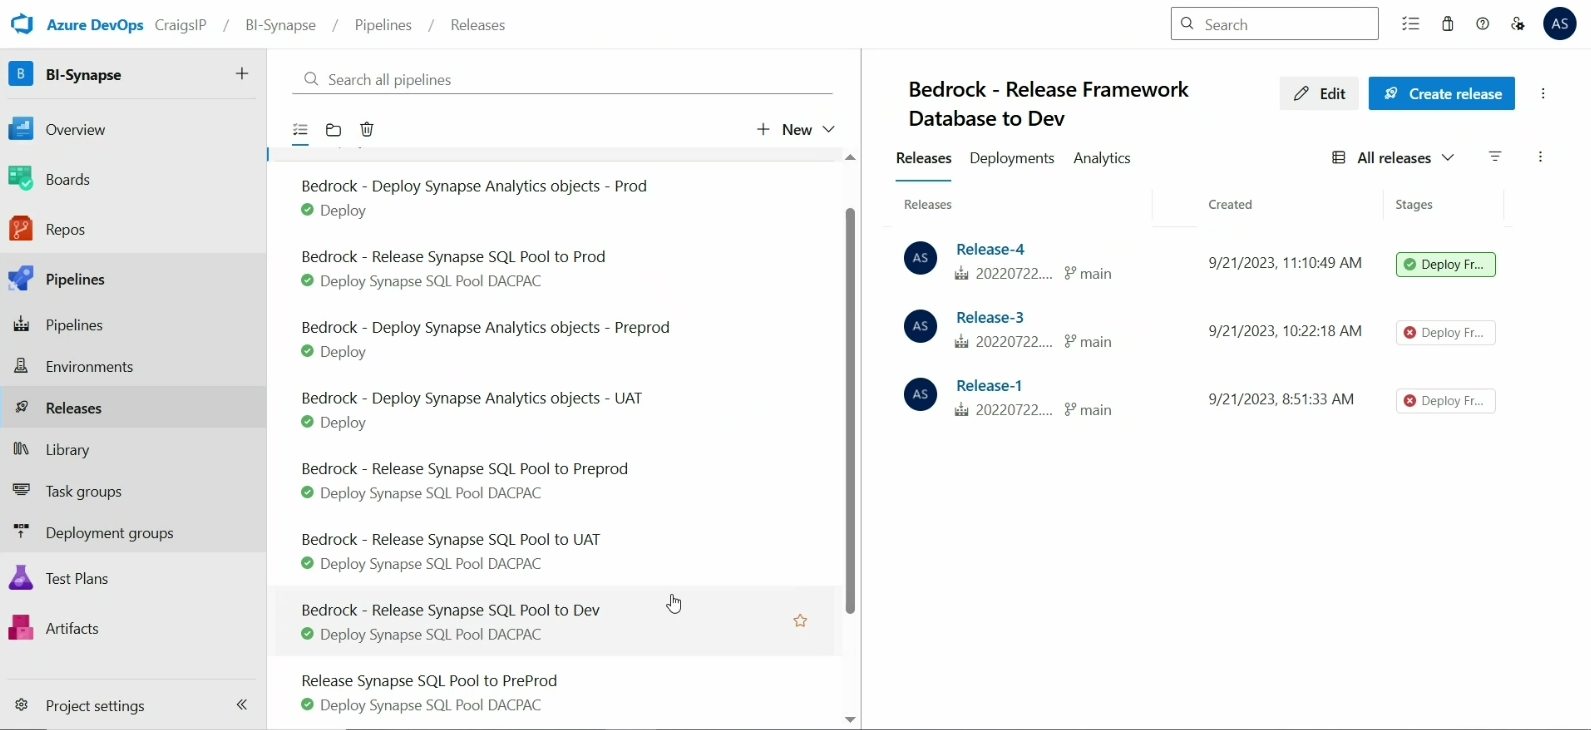 Azure DevOps CraigsIP / BI-Synapse / Pipelines / Releases
Search
AS
B BI-Synapse
Overview
Boards
Repos
Pipelines
Pipelines
Environments
Releases
Library
Task groups
Deployment groups
Test Plans
Artifacts
Project settings
Search all pipelines
New
Bedrock - Deploy Synapse Analytics objects - Prod
Deploy
Bedrock - Release Synapse SQL Pool to Prod
Deploy Synapse SQL Pool DACPAC
Bedrock - Deploy Synapse Analytics objects - Preprod
Deploy
Bedrock - Deploy Synapse Analytics objects - UAT
Deploy
Bedrock - Release Synapse SQL Pool to Preprod
Deploy Synapse SQL Pool DACPAC
Bedrock - Release Synapse SQL Pool to UAT
Deploy Synapse SQL Pool DACPAC
Bedrock - Release Synapse SQL Pool to Dev
Deploy Synapse SQL Pool DACPAC
Release Synapse SQL Pool to PreProd
Deploy Synapse SQL Pool DACPAC
Bedrock - Release Framework
Database to Dev
Edit
Create release
Releases Deployments Analytics
All releases
Releases Created Stages
AS Release-4 9/21/2023, 11:10:49 AM Deploy Fr...
20220722.... main
AS Release-3 9/21/2023, 10:22:18 AM Deploy Fr...
20220722.... main
AS Release-1 9/21/2023, 8:51:33 AM Deploy Fr...
20220722.... main